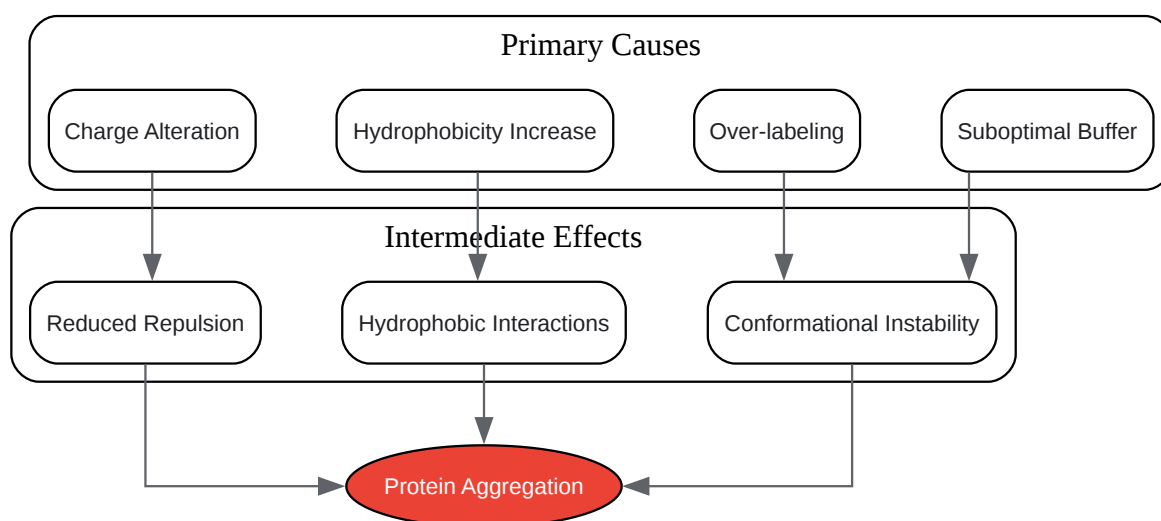 Primary Causes
Charge Alteration
Hydrophobicity Increase
Over-labeling
Suboptimal Buffer
Intermediate Effects
Reduced Repulsion
Hydrophobic Interactions
Conformational Instability
Protein Aggregation